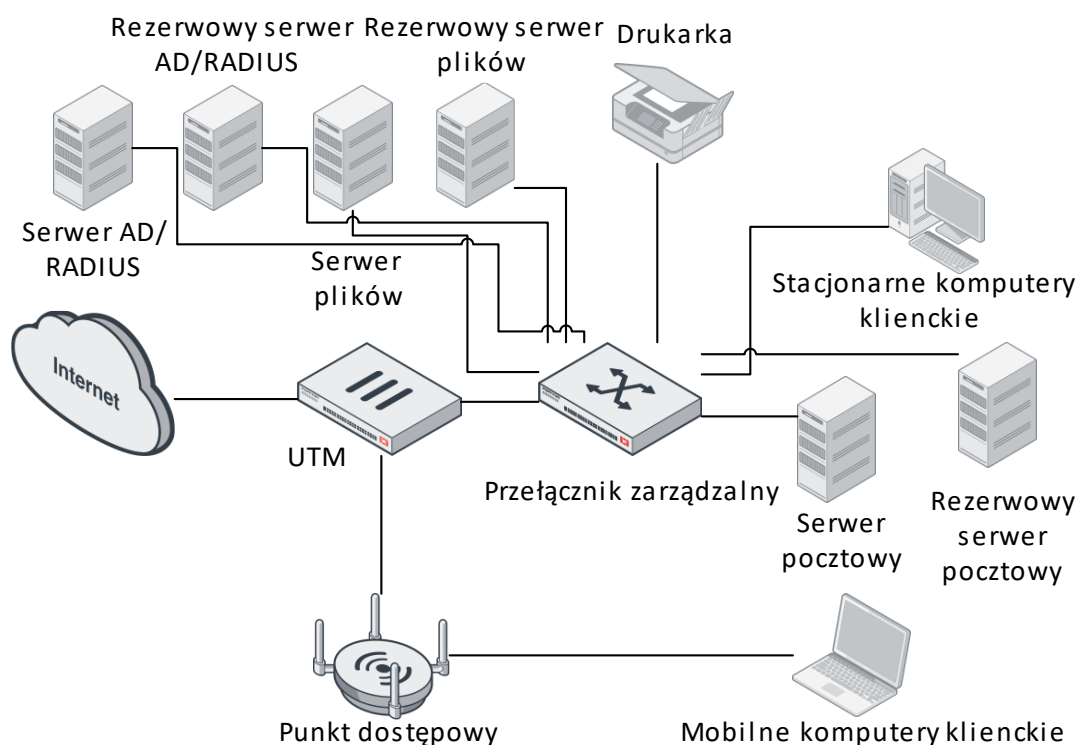 Rezerwowy serwer
AD/RADIUS
Rezerwowy serwer
plików
Drukarka
Serwer AD/
RADIUS
Serwer
plików
Stacjonarne komputery
klienckie
Internet
UTM
Przełącznik zarządzalny
Serwer
pocztowy
Rezerwowy
serwer
pocztowy
Punkt dostępowy
Mobilne komputery klienckie